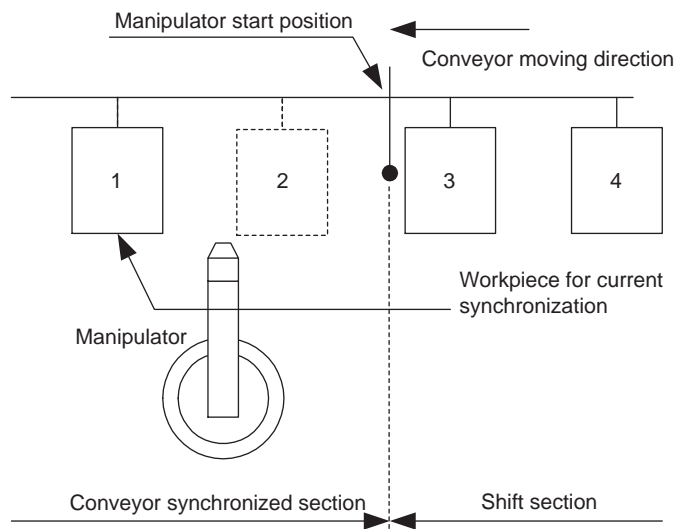 Manipulator start position
Conveyor moving direction
1
2
3
4
Workpiece for current
synchronization
Manipulator
Conveyor synchronized section
Shift section